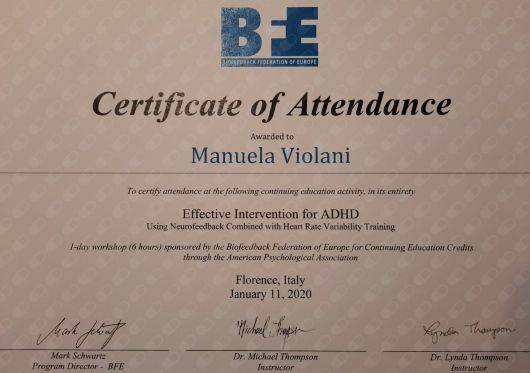 BFE
BIOFEEDBACK FEDERATION OF EUROPE
Certificate of Attendance
Awarded to
Manuela Violani
To certify attendance at the following continuing education activity, in its entirety
Effective Intervention for ADHD
Using Neurofeedback Combined with Heart Rate Variability Training
1-day workshop (6 hours) sponsored by the Biofeedback Federation of Europe for Continuing Education Credits
through the American Psychological Association
Florence, Italy
January 11, 2020
Mark Schwartz
Program Director - BFE
Dr. Michael Thompson
Instructor
Lynda Thompson
Dr. Lynda Thompson
Instructor